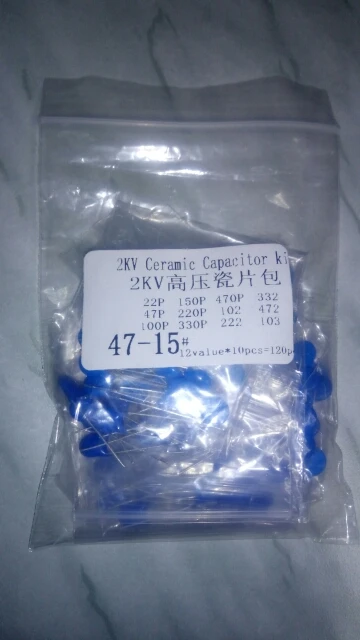 2KV Ceramic Capacitor ki
2KV高压瓷片包
22P 150P 470P 332
47P 220P 102 472
100P 330P 222 103
47-15#
12value*10pcs=120p